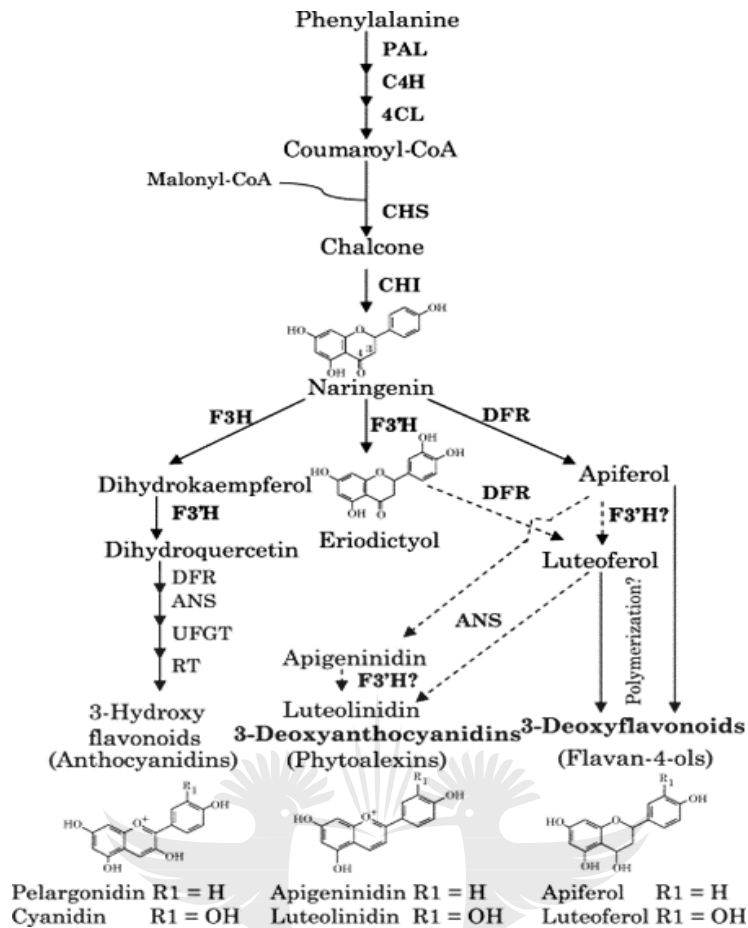 Phenylalanine
PAL
C4H
4CL
Coumaroyl-CoA
Malonyl-CoA
CHS
Chalcone
CHI
OH
HO
O
4 3
OH O
Naringenin
F3H F3'H DFR
OH
OH
HO
O
OH O
Dihydrokaempferol
Eriodictyol
DFR
Apiferol
F3'H
F3'H?
Dihydroquercetin
Luteoferol
DFR
ANS
UFGT
RT
ANS
Polymerization?
Apigeninidin
F3'H?
Luteolinidin
3-Hydroxy
flavonoids
(Anthocyanidins)
3-Deoxyanthocyanidins
(Phytoalexins)
3-Deoxyflavonoids
(Flavan-4-ols)
R1
OH
HO
O+
OH
OH
R1
OH
HO
O+
OH
R1
OH
HO
O
OH OH
Pelargonidin R1 = H Apigeninidin R1 = H Apiferol R1 = H
Cyanidin R1 = OH Luteolinidin R1 = OH Luteoferol R1 = OH